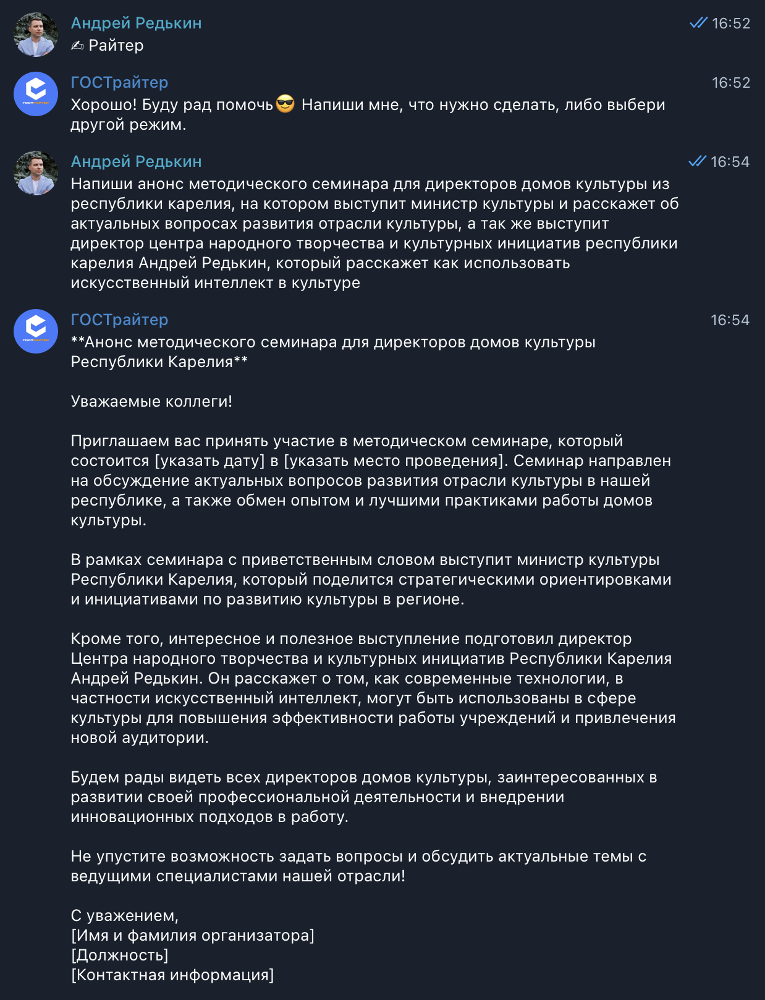 Андрей Редькин 16:52
✍ Райтер
ГОСТрайтер 16:52
Хорошо! Буду рад помочь😎 Напиши мне, что нужно сделать, либо выбери
другой режим.
Андрей Редькин 16:54
Напиши анонс методического семинара для директоров домов культуры из
республики карелия, на котором выступит министр культуры и расскажет об
актуальных вопросах развития отрасли культуры, а так же выступит
директор центра народного творчества и культурных инициатив республики
карелия Андрей Редькин, который расскажет как использовать
искусственный интеллект в культуре
ГОСТрайтер 16:54
**Анонс методического семинара для директоров домов культуры
Республики Карелия**
Уважаемые коллеги!
Приглашаем вас принять участие в методическом семинаре, который
состоится [указать дату] в [указать место проведения]. Семинар направлен
на обсуждение актуальных вопросов развития отрасли культуры в нашей
республике, а также обмен опытом и лучшими практиками работы домов
культуры.
В рамках семинара с приветственным словом выступит министр культуры
Республики Карелия, который поделится стратегическими ориентировками
и инициативами по развитию культуры в регионе.
Кроме того, интересное и полезное выступление подготовил директор
Центра народного творчества и культурных инициатив Республики Карелия
Андрей Редькин. Он расскажет о том, как современные технологии, в
частности искусственный интеллект, могут быть использованы в сфере
культуры для повышения эффективности работы учреждений и привлечения
новой аудитории.
Будем рады видеть всех директоров домов культуры, заинтересованных в
развитии своей профессиональной деятельности и внедрении
инновационных подходов в работу.
Не упустите возможность задать вопросы и обсудить актуальные темы с
ведущими специалистами нашей отрасли!
С уважением,
[Имя и фамилия организатора]
[Должность]
[Контактная информация]